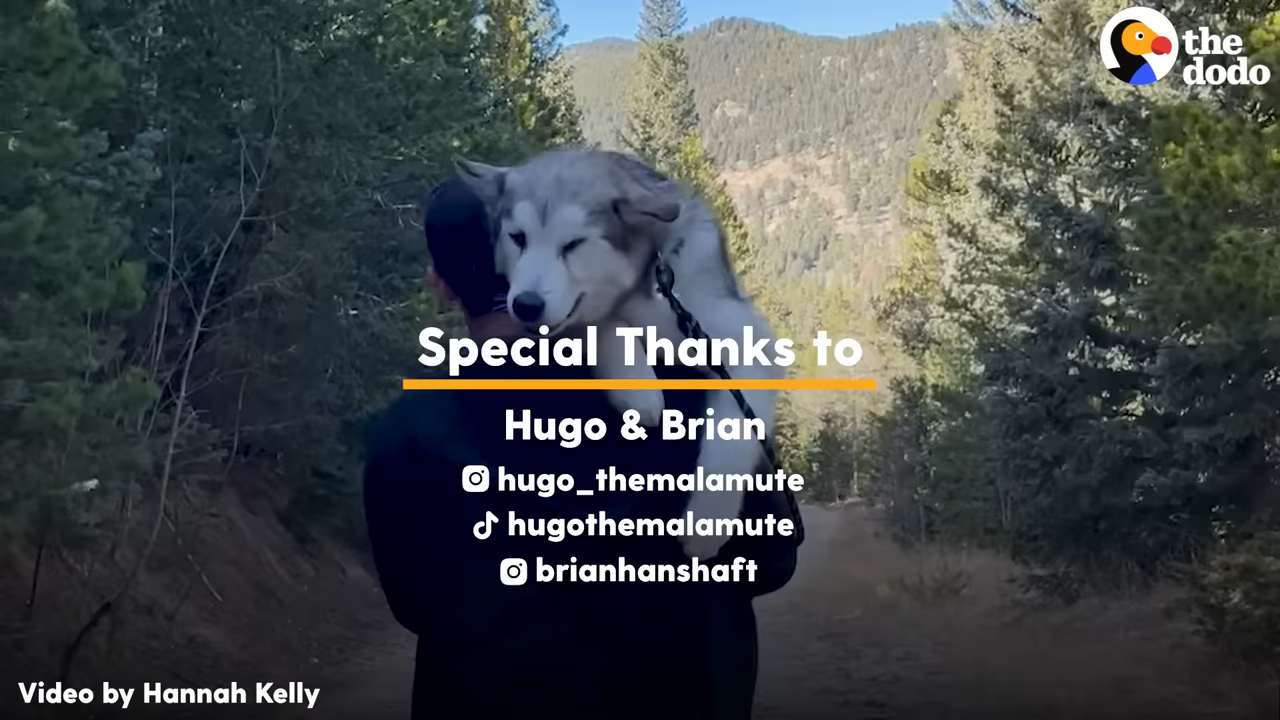 the
dodo
Special Thanks to
Hugo & Brian
hugo_themalamute
hugothemalamute
brianhanshaft
Video by Hannah Kelly